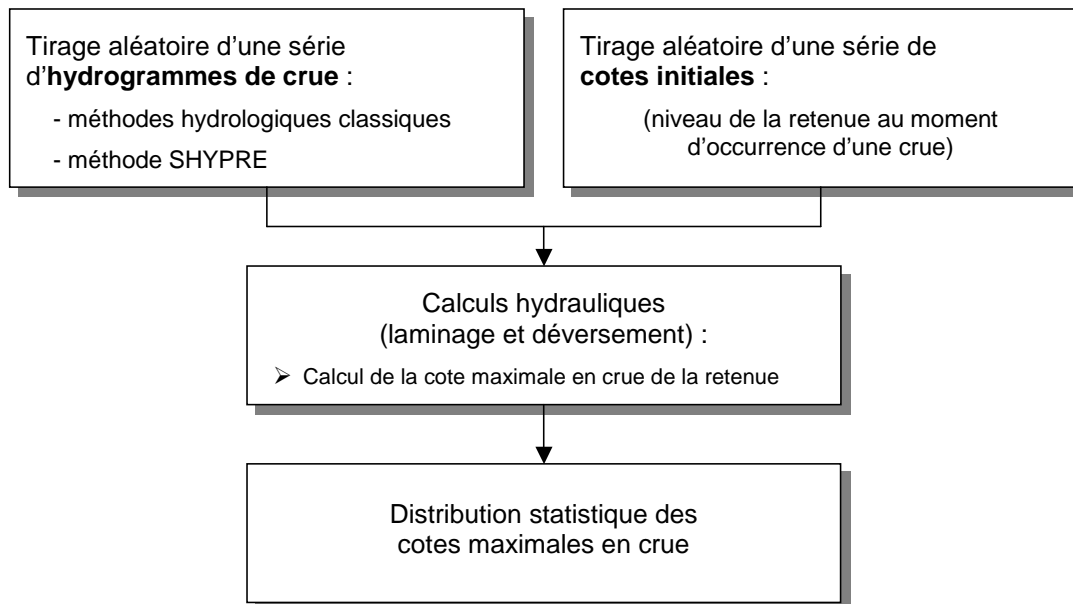 Tirage aléatoire d’une série
d’hydrogrammes de crue :
- méthodes hydrologiques classiques
- méthode SHYPRE
Tirage aléatoire d’une série de
cotes initiales :
(niveau de la retenue au moment
d’occurrence d’une crue)
Calculs hydrauliques
(laminage et déversement) :
➢ Calcul de la cote maximale en crue de la retenue
Distribution statistique des
cotes maximales en crue